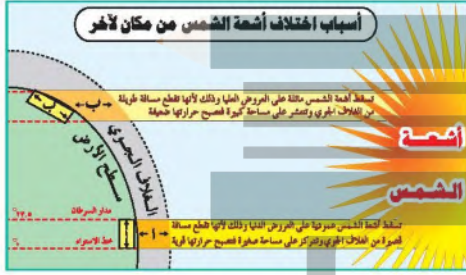 أسباب اختلاف أشعة الشمس من مكان لآخر
تسقط أشعة الشمس مائلة على العروض العليا وذلك لأنها تقطع مسافة طويلة
من الغلاف الجوي وتنتشر على مساحة كبيرة فتصبح حرارتها ضعيفة
ب
ب
أشعة
الشمس
الغلاف الجوي
سطح الأرض
مدار السرطان
٢٣,٥
خط الاستواء
تسقط أشعة الشمس عمودية على العروض الدنيا وذلك لأنها تقطع مسافة
قصيرة من الغلاف الجوي وتتركز على مساحة صغيرة فتصبح حرارتها قوية
أ